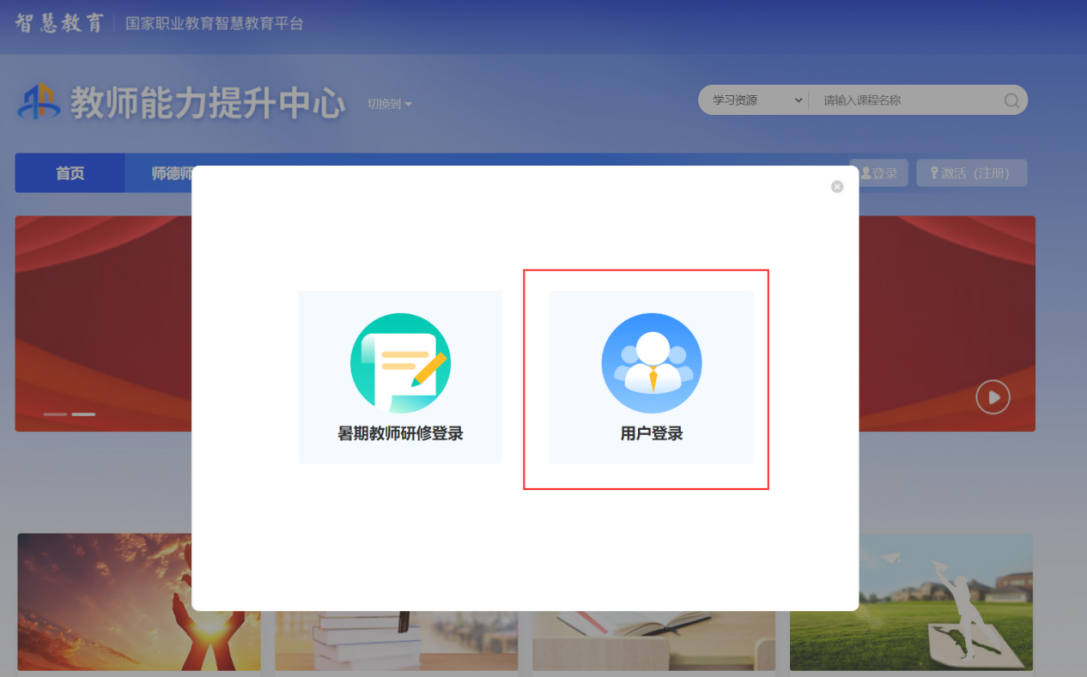 智慧教育 国家职业教育智慧教育平台
教师能力提升中心 切换到
学习资源 请输入课程名称
首页 师德师 登录 激活（注册）
暑期教师研修登录 用户登录